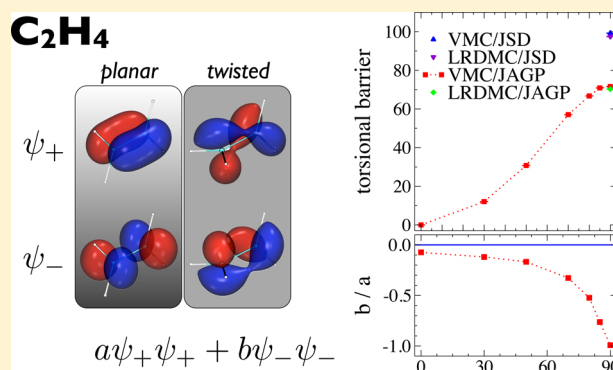 C₂H₄
planar twisted
ψ₊
ψ₋
aψ₊ψ₊ + bψ₋ψ₋
torsional barrier
100
80
60
40
20
0
VMC/JSD
LRDMC/JSD
VMC/JAGP
LRDMC/JAGP
b / a
0.0
-0.5
-1.0
0 30 60 90